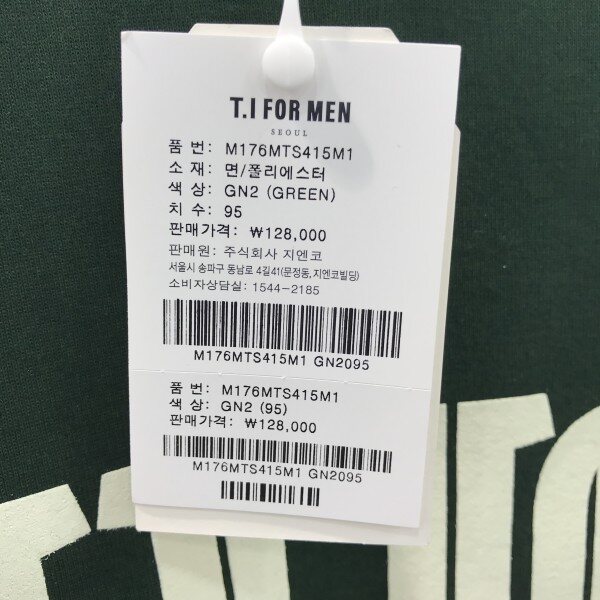 T.I FOR MEN
SEOUL
품 번: M176MTS415M1
소 재: 면/폴리에스터
색 상: GN2 (GREEN)
치 수: 95
판매가격: ₩128,000
판매원: 주식회사 지엔코
서울시 송파구 동남로 4길41(문정동,지엔코빌딩)
소비자상담실: 1544-2185
M176MTS415M1 GN2095
품 번: M176MTS415M1
색 상: GN2 (95)
판매가격: ₩128,000
M176MTS415M1 GN2095